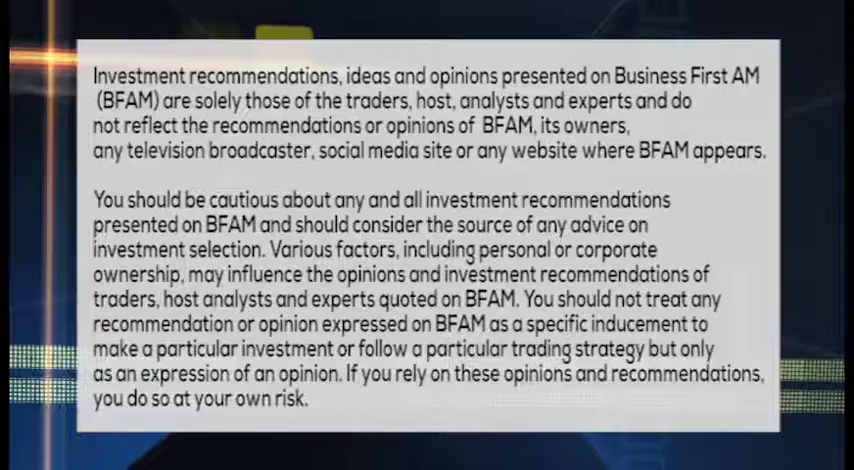 Investment recommendations, ideas and opinions presented on Business First AM
(BFAM) are solely those of the traders, host, analysts and experts and do
not reflect the recommendations or opinions of BFAM, its owners,
any television broadcaster, social media site or any website where BFAM appears.
You should be cautious about any and all investment recommendations
presented on BFAM and should consider the source of any advice on
investment selection. Various factors, including personal or corporate
ownership, may influence the opinions and investment recommendations of
traders, host analysts and experts quoted on BFAM. You should not treat any
recommendation or opinion expressed on BFAM as a specific inducement to
make a particular investment or follow a particular trading strategy but only
as an expression of an opinion. If you rely on these opinions and recommendations,
you do so at your own risk.